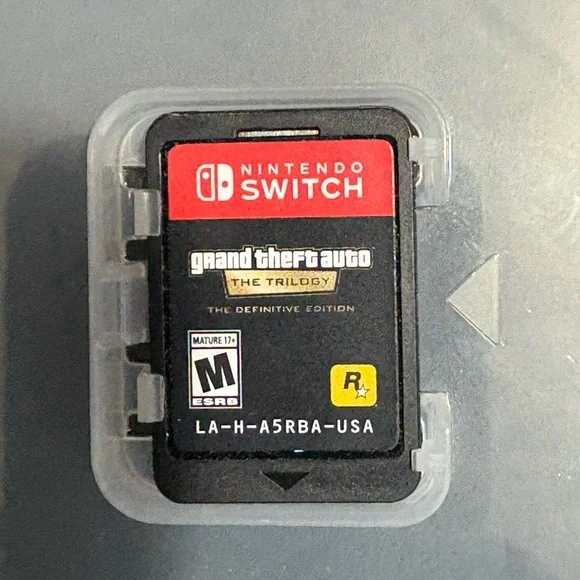 NINTENDO
SWITCH
grand theft auto
THE TRILOGY
THE DEFINITIVE EDITION
MATURE 17+
M
ESRB
R
LA-H-A5RBA-USA